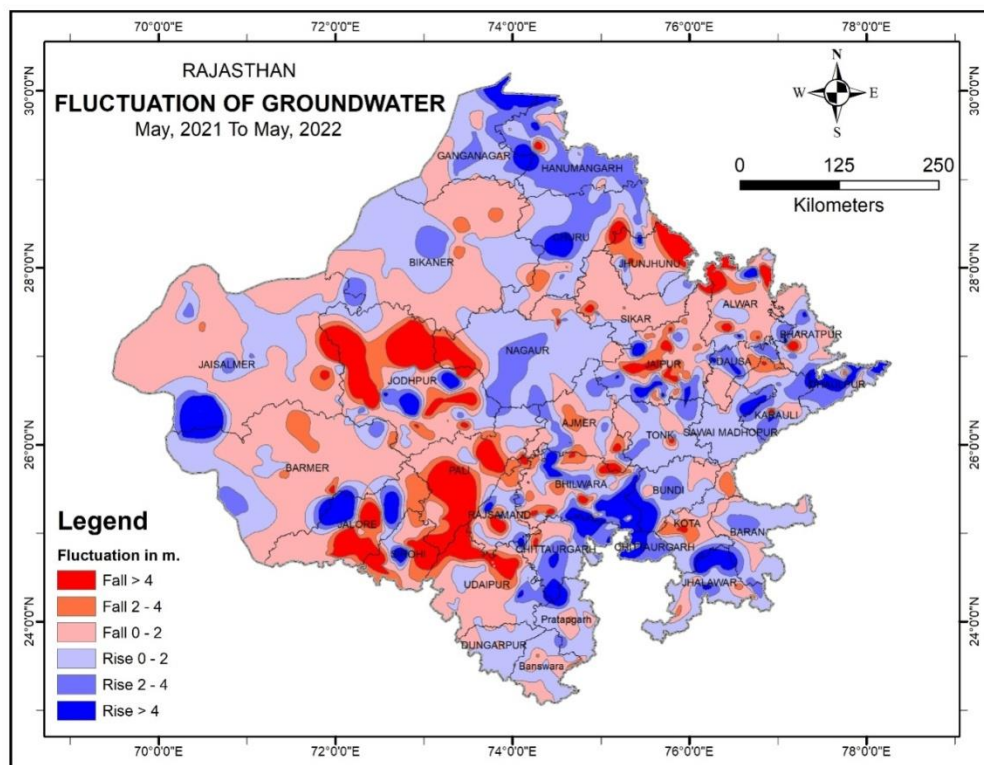 70°0'0"E 72°0'0"E 74°0'0"E 76°0'0"E 78°0'0"E
RAJASTHAN
FLUCTUATION OF GROUNDWATER
May, 2021 To May, 2022
N
W E
S
0 125 250
Kilometers
30°0'0"N 30°0'0"N
28°0'0"N 28°0'0"N
26°0'0"N 26°0'0"N
24°0'0"N 24°0'0"N
GANGANAGAR
HANUMANGARH
CHURU
BIKANER
JHUNJHUNU
ALWAR
SIKAR
BHARATPUR
NAGAUR
JAISALMER
JAIPUR
DAUSA
JODHPUR
KARAULI
AJMER
TONK
SAWAI MADHOPUR
BARMER
PALI
BHILWARA
BUNDI
RAJSAMAND
JALORE
KOTA
BARAN
CHITTAURGARH
CHITTAURGARH
UDAIPUR
JHALAWAR
Pratapgarh
DUNGARPUR
Banswara
Legend
Fluctuation in m.
Fall > 4
Fall 2 - 4
Fall 0 - 2
Rise 0 - 2
Rise 2 - 4
Rise > 4
70°0'0"E 72°0'0"E 74°0'0"E 76°0'0"E 78°0'0"E